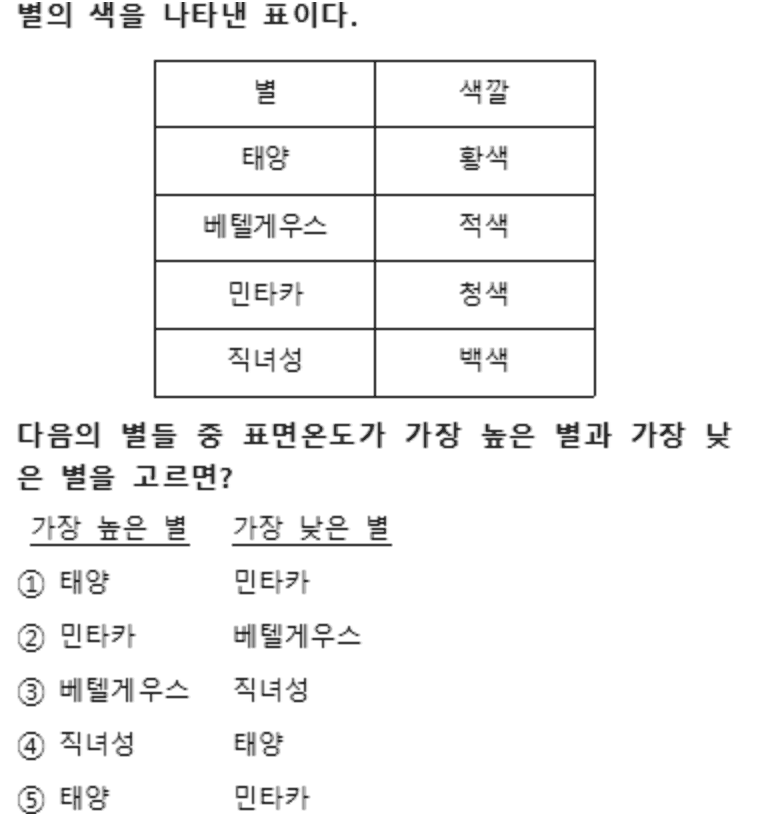 별의 색을 나타낸 표이다.
별 색깔
태양 황색
베텔게우스 적색
민타카 청색
직녀성 백색
다음의 별들 중 표면온도가 가장 높은 별과 가장 낮
은 별을 고르면?
가장 높은 별 가장 낮은 별
① 태양 민타카
② 민타카 베텔게우스
③ 베텔게우스 직녀성
④ 직녀성 태양
⑤ 태양 민타카